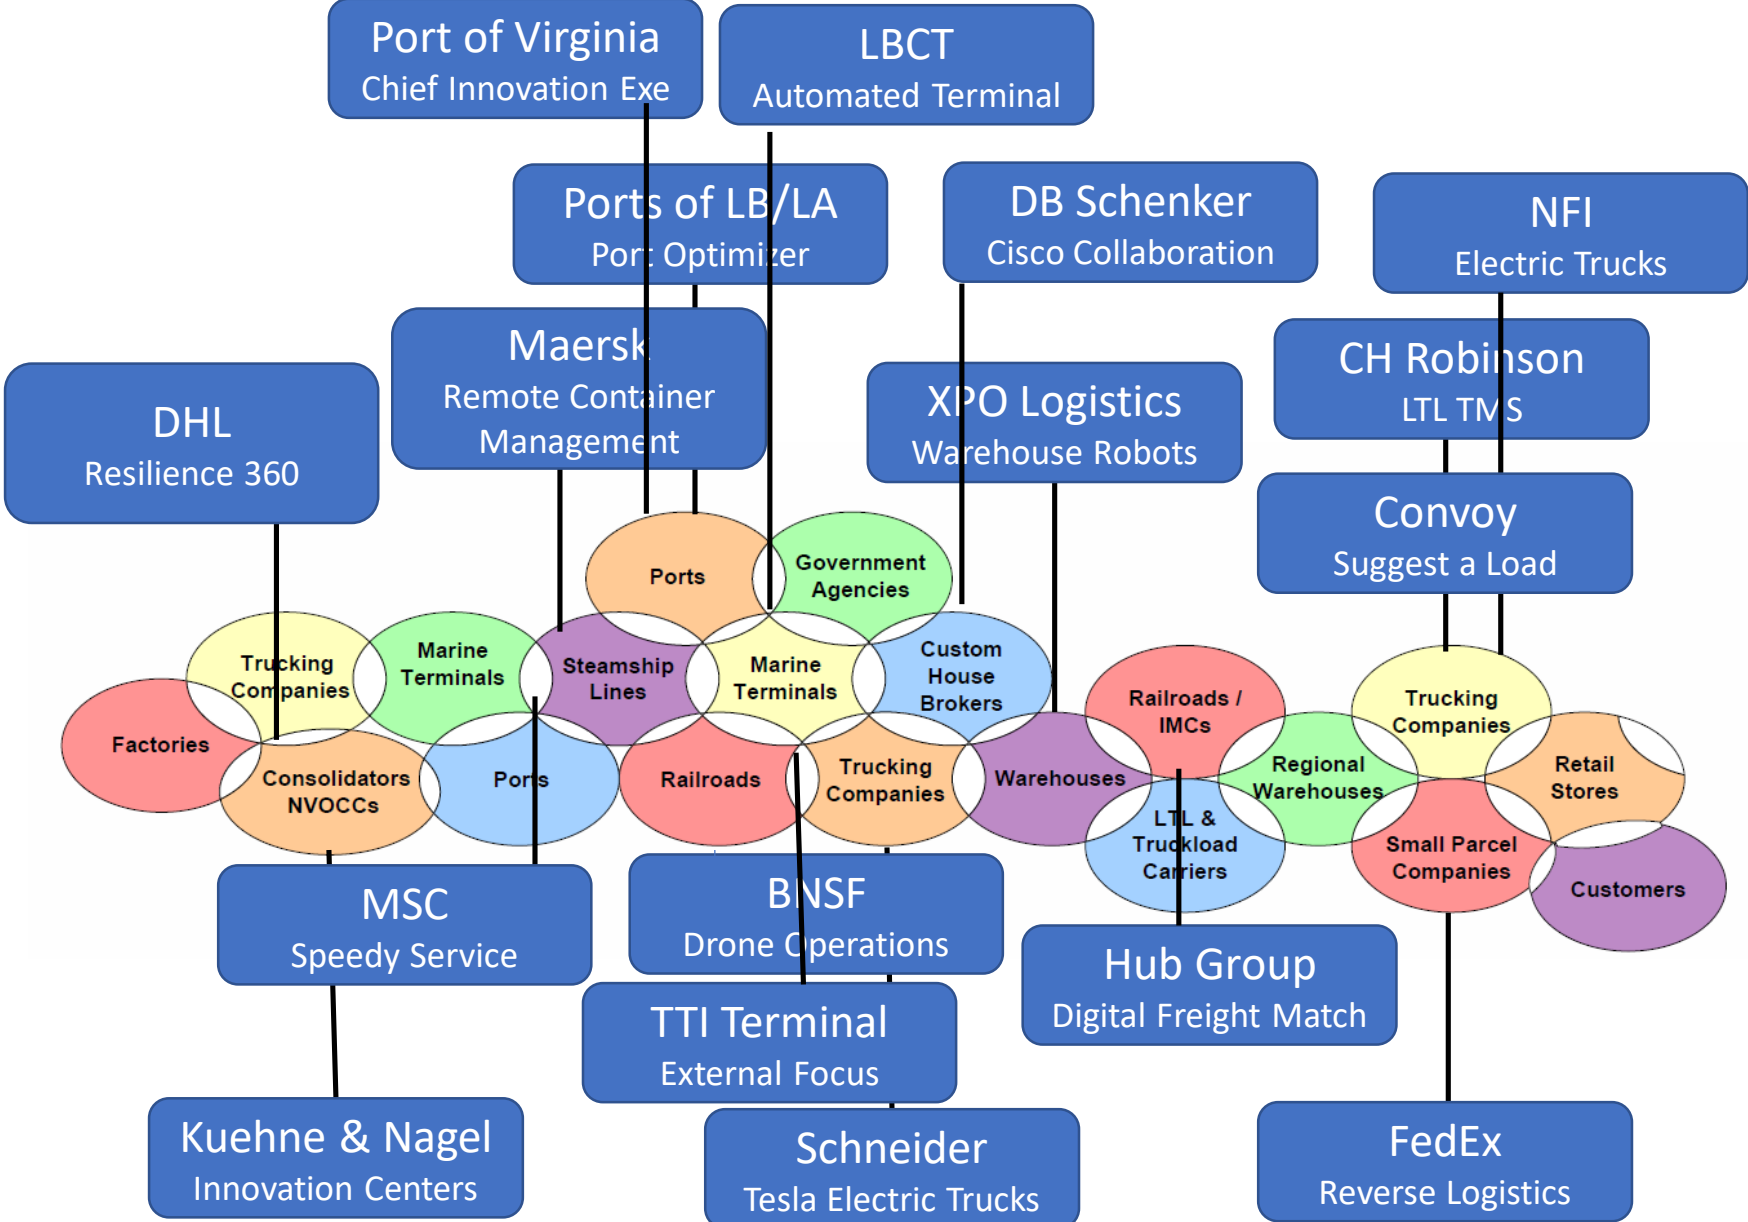 Port of Virginia
Chief Innovation Exe
LBCT
Automated Terminal
Ports of LB/LA
Port Optimizer
DB Schenker
Cisco Collaboration
NFI
Electric Trucks
Maersk
Remote Container
Management
CH Robinson
LTL TMS
DHL
Resilience 360
XPO Logistics
Warehouse Robots
Convoy
Suggest a Load
Ports
Government
Agencies
Trucking
Companies
Marine
Terminals
Steamship
Lines
Marine
Terminals
Custom
House
Brokers
Railroads /
IMCs
Trucking
Companies
Factories
Consolidators
NVOCCs
Ports
Railroads
Trucking
Companies
Warehouses
Regional
Warehouses
Retail
Stores
LTL &
Truckload
Carriers
Small Parcel
Companies
Customers
MSC
Speedy Service
BNSF
Drone Operations
Hub Group
Digital Freight Match
TTI Terminal
External Focus
Kuehne & Nagel
Innovation Centers
Schneider
Tesla Electric Trucks
FedEx
Reverse Logistics